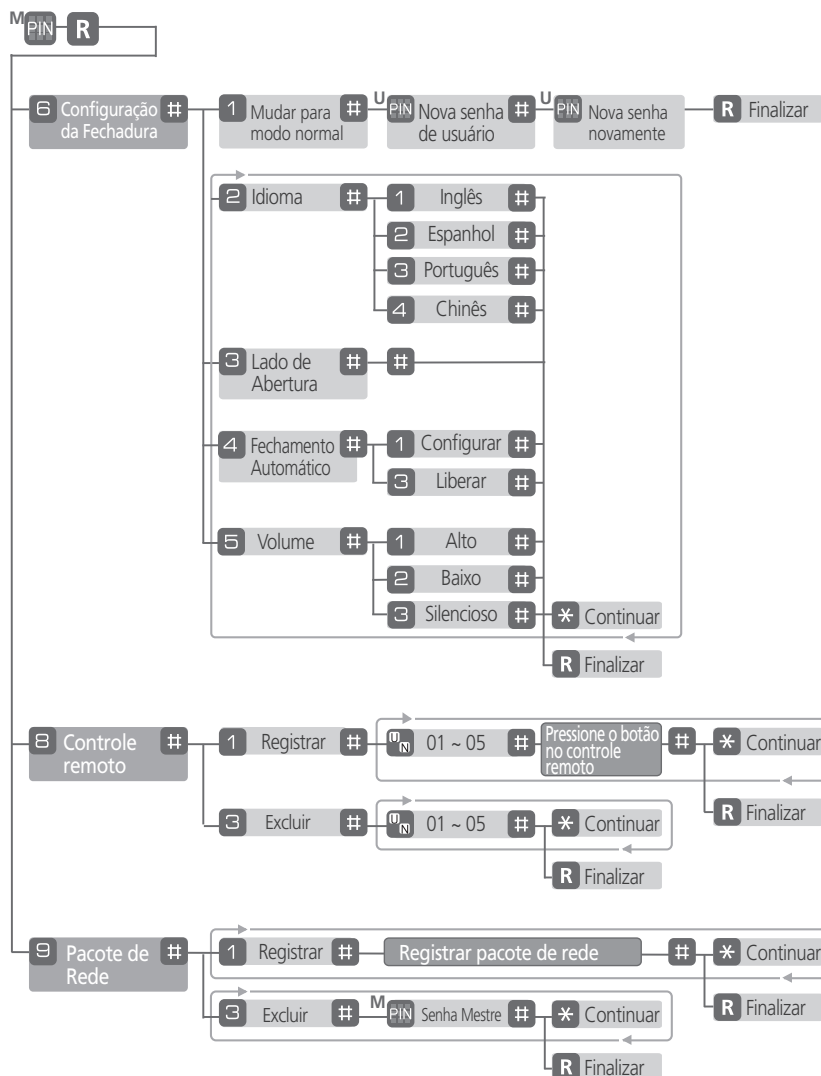 M PIN R
6 Configuração # 1 Mudar para # U PIN Nova senha # U PIN Nova senha R Finalizar
da Fechadura modo normal de usuário novamente
2 Idioma # 1 Inglês #
2 Espanhol #
3 Português #
4 Chinês #
3 Lado de # #
Abertura
4 Fechamento # 1 Configurar #
Automático
3 Liberar #
5 Volume # 1 Alto #
2 Baixo #
3 Silencioso # * Continuar
R Finalizar
8 Controle # 1 Registrar # UN 01 ~ 05 # Pressione o botão # * Continuar
remoto no controle
remoto
R Finalizar
3 Excluir # UN 01 ~ 05 # * Continuar
R Finalizar
9 Pacote de # 1 Registrar # Registrar pacote de rede # * Continuar
Rede
R Finalizar
3 Excluir # M PIN Senha Mestre # * Continuar
R Finalizar